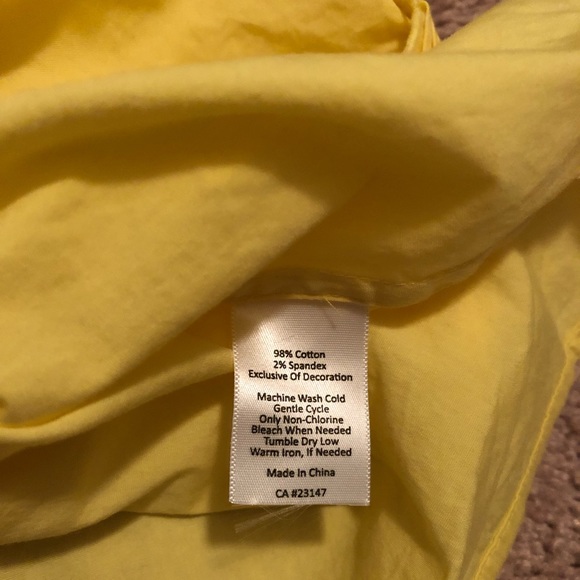 98% Cotton
2% Spandex
Exclusive Of Decoration
Machine Wash Cold
Gentle Cycle
Only Non-Chlorine
Bleach When Needed
Tumble Dry Low
Warm Iron, If Needed
Made In China
CA #23147